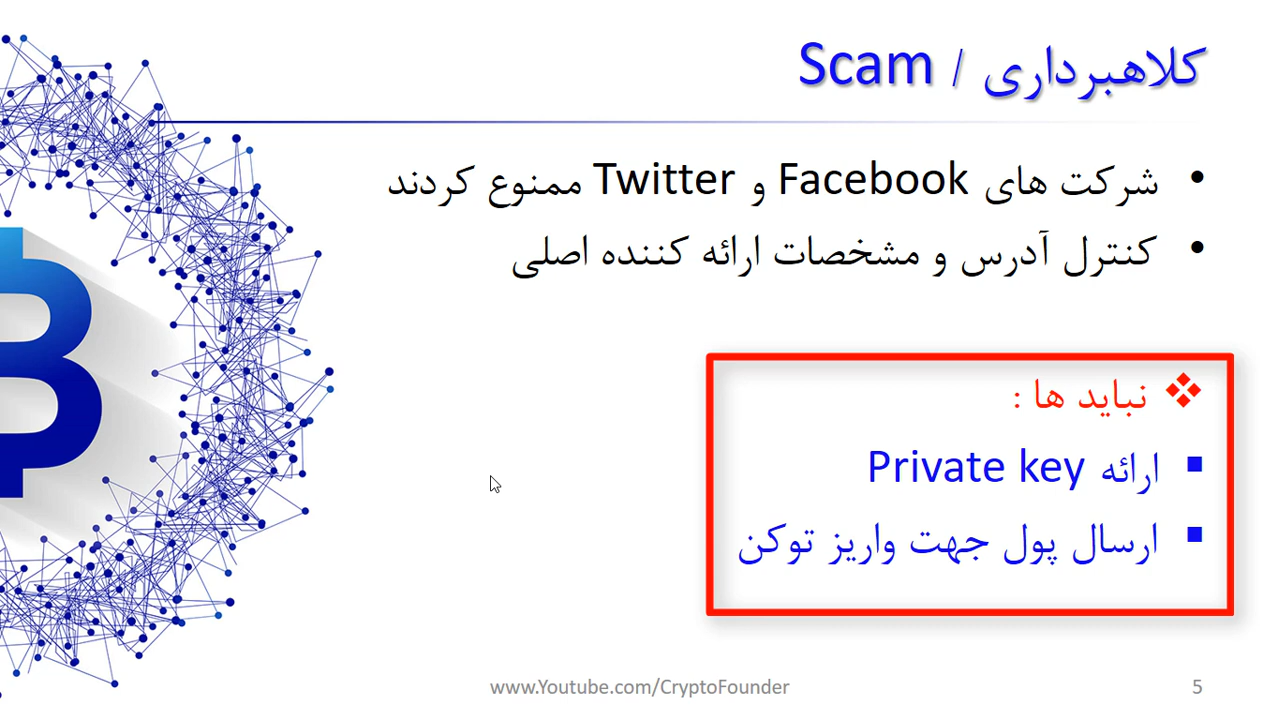 کلاهبرداری / Scam
• شرکت های Facebook و Twitter ممنوع کردند
• کنترل آدرس و مشخصات ارائه کننده اصلی
❖ نباید ها :
▪ ارائه Private key
▪ ارسال پول جهت واریز توکن
www.Youtube.com/CryptoFounder
5